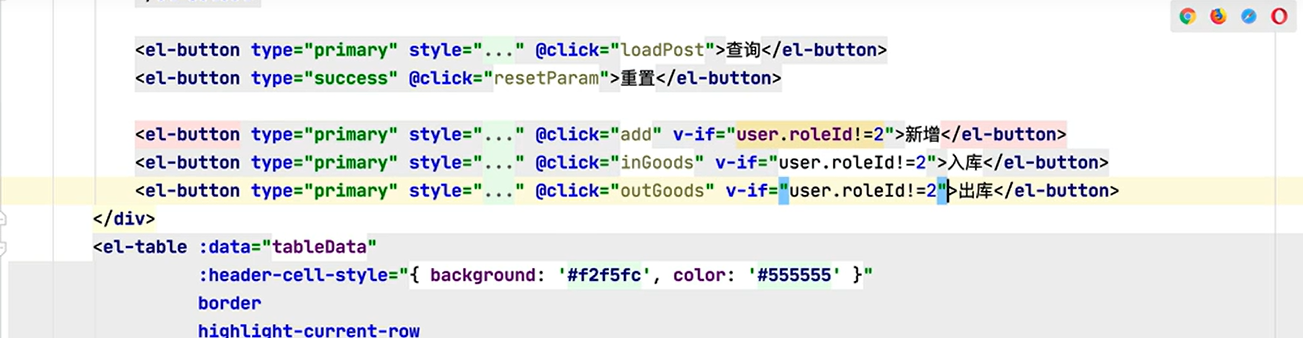 <el-button type="primary" style="..." @click="loadPost">查询</el-button>
<el-button type="success" @click="resetParam">重置</el-button>
<el-button type="primary" style="..." @click="add" v-if="user.roleId!=2">新增</el-button>
<el-button type="primary" style="..." @click="inGoods" v-if="user.roleId!=2">入库</el-button>
<el-button type="primary" style="..." @click="outGoods" v-if="user.roleId!=2">出库</el-button>
</div>
<el-table :data="tableData"
:header-cell-style="{ background: '#f2f5fc', color: '#555555' }"
border
highlight-current-row